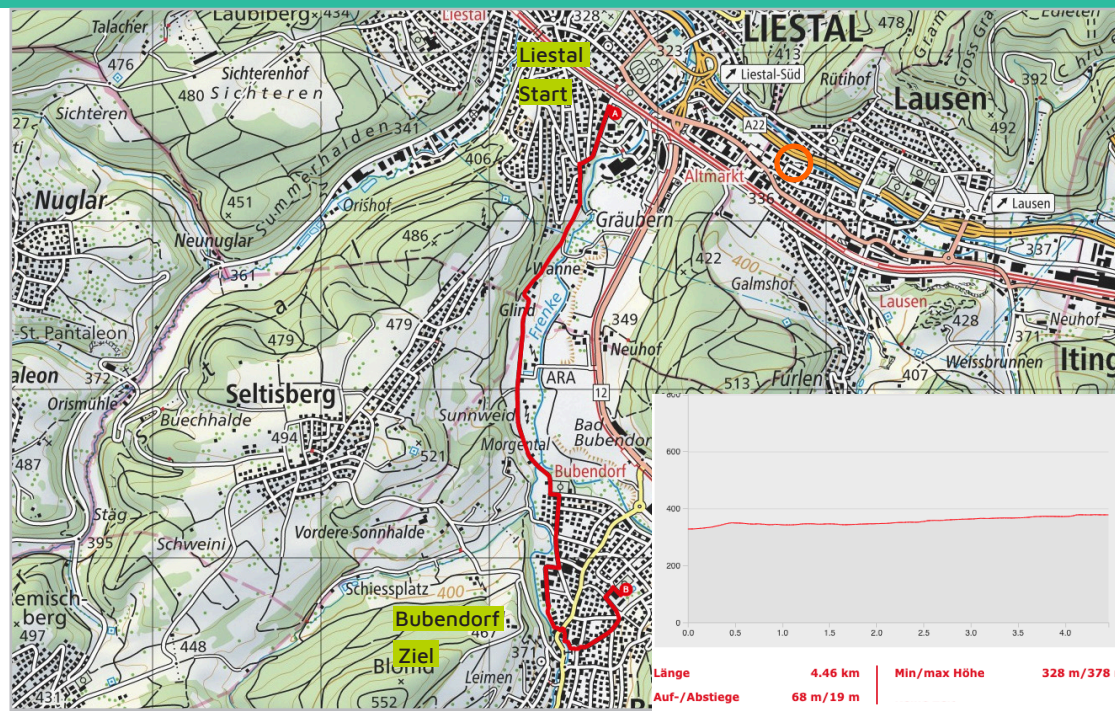 Talacher
Laubiberg
434
Liestal
328
LIESTAL
478
476
Liestal
Start
323
413
Liestal-Süd
Rütihof
392
Sichterenhof
480 Sichteren
Sichteren
341
406
A22
Lausen
492
Summerhalden
451
Orishof
Altmarkt
336
Nuglar
Neunuglar
361
486
Gräubern
422
400
Galmshof
Lausen
337
Wanne
Glind
Frenke
349
Neuhof
Lausen
428
Neuhof
371
Weissbrunnen
407
St. Pantaleon
479
479
372
Orismühle
ARA
12
513
Furlen
Seltisberg
Buechhalde
Sunnweid
494
521
Morgental
Bad
Bubendorf
487
Stäg
395
Schweini
Vordere Sonnhalde
Schiessplatz
400
Bubendorf
Ziel
467
497
448
431
371
Leimen
552
A
B
800
600
400
200
0
0.0 0.5 1.0 1.5 2.0 2.5 3.0 3.5 4.0
Länge 4.46 km Min/max Höhe 328 m/378
Auf-/Abstiege 68 m/19 m